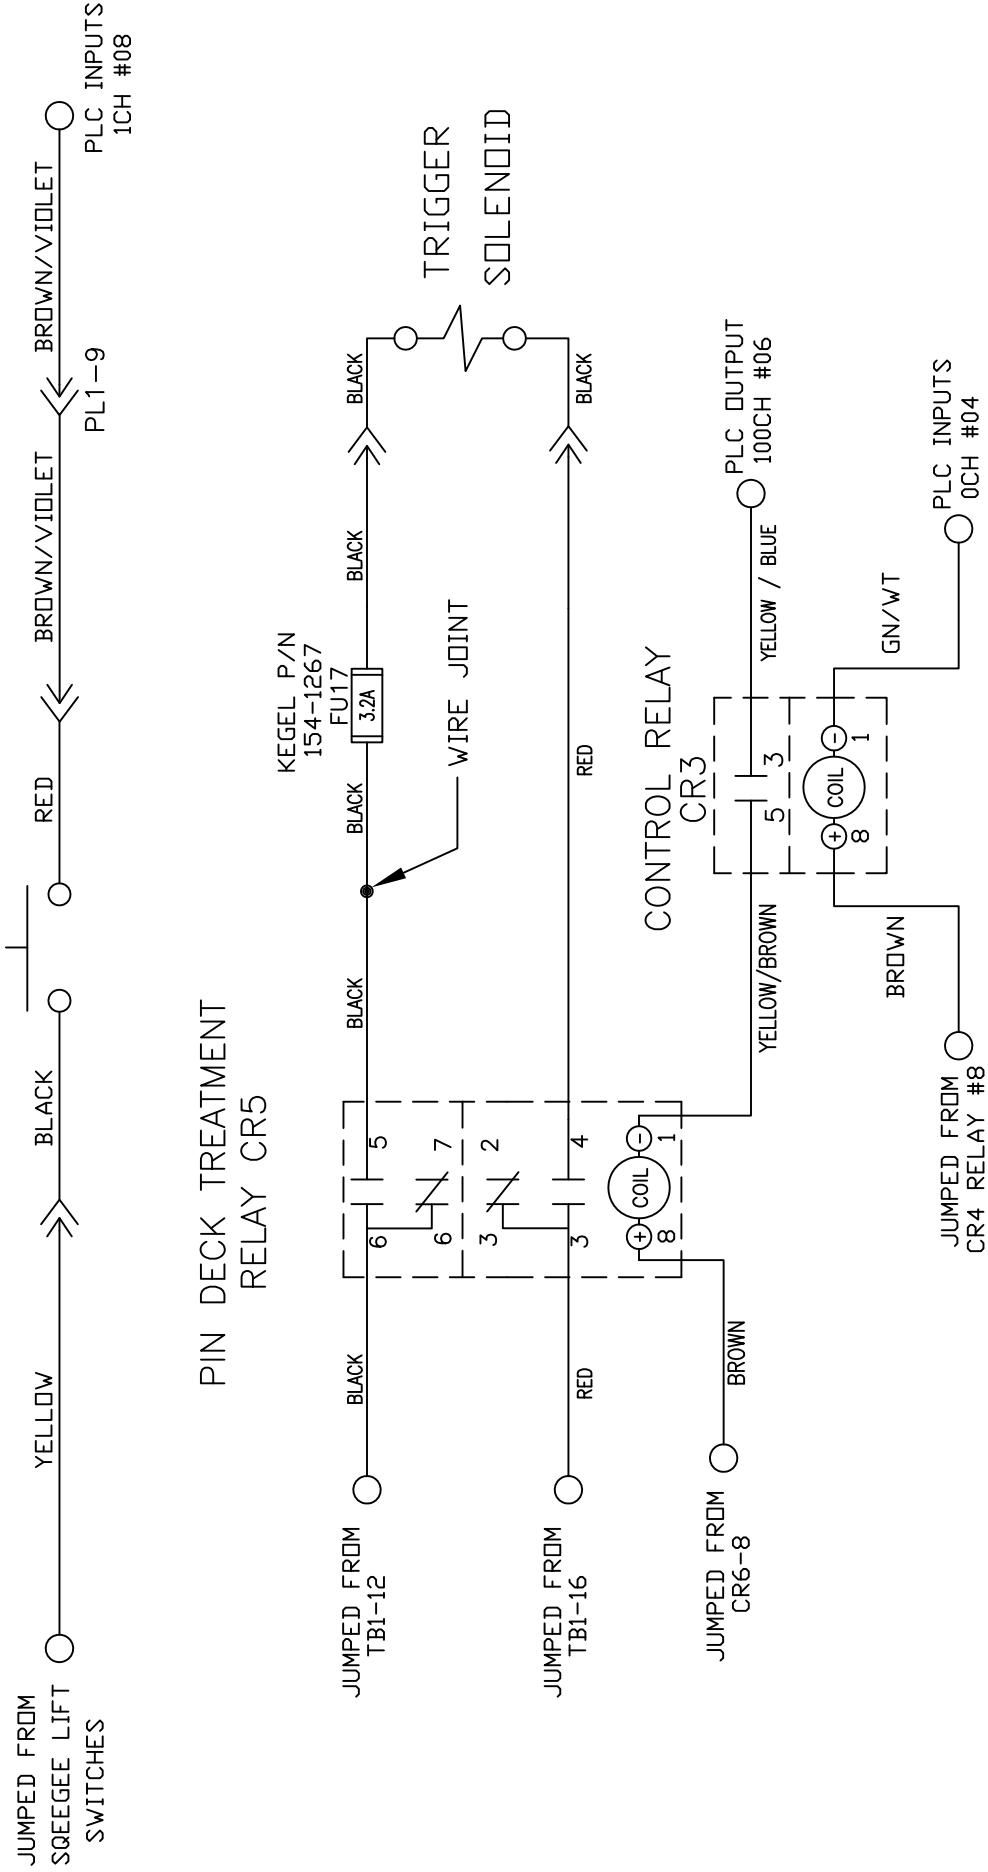 JUMPED FROM
SQEEGEE LIFT
SWITCHES
YELLOW
BLACK
RED
BROWN/VIOLET
PL1-9
BROWN/VIOLET
PLC INPUTS
1CH #08
PIN DECK TREATMENT
RELAY CR5
JUMPED FROM
TB1-12
BLACK
6
5
6
7
BLACK
WIRE JOINT
BLACK
KEGEL P/N
154-1267
FU17
3.2A
BLACK
BLACK
TRIGGER
SOLENOID
JUMPED FROM
TB1-16
RED
3
2
3
4
RED
BLACK
JUMPED FROM
CR6-8
BROWN
+
8
COIL
-
1
YELLOW/BROWN
CONTROL RELAY
CR3
5
3
YELLOW / BLUE
PLC OUTPUT
100CH #06
JUMPED FROM
CR4 RELAY #8
BROWN
+
8
COIL
-
1
GN/WT
PLC INPUTS
0CH #04